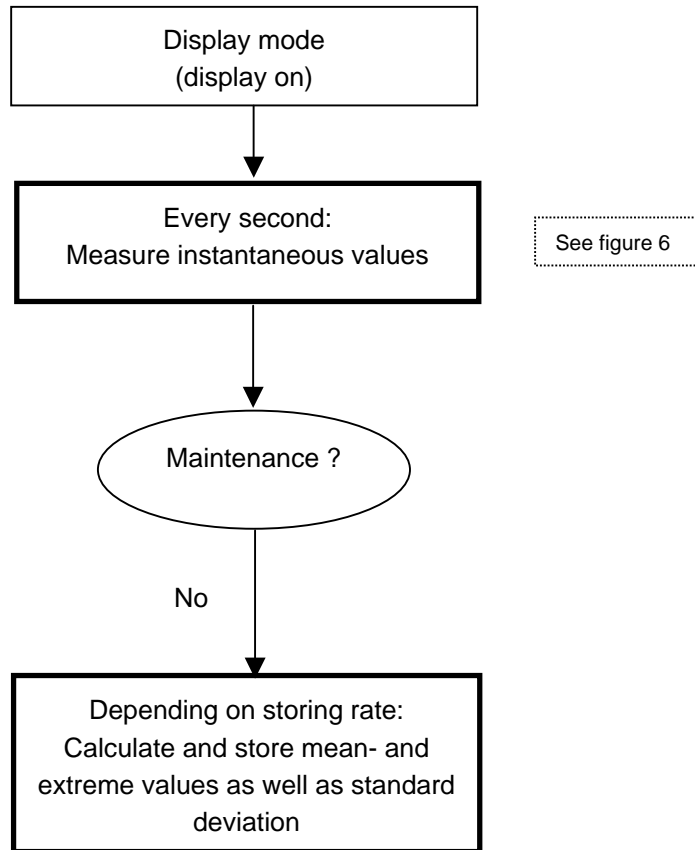 Display mode
(display on)
Every second:
Measure instantaneous values
See figure 6
Maintenance ?
No
Depending on storing rate:
Calculate and store mean- and
extreme values as well as standard
deviation